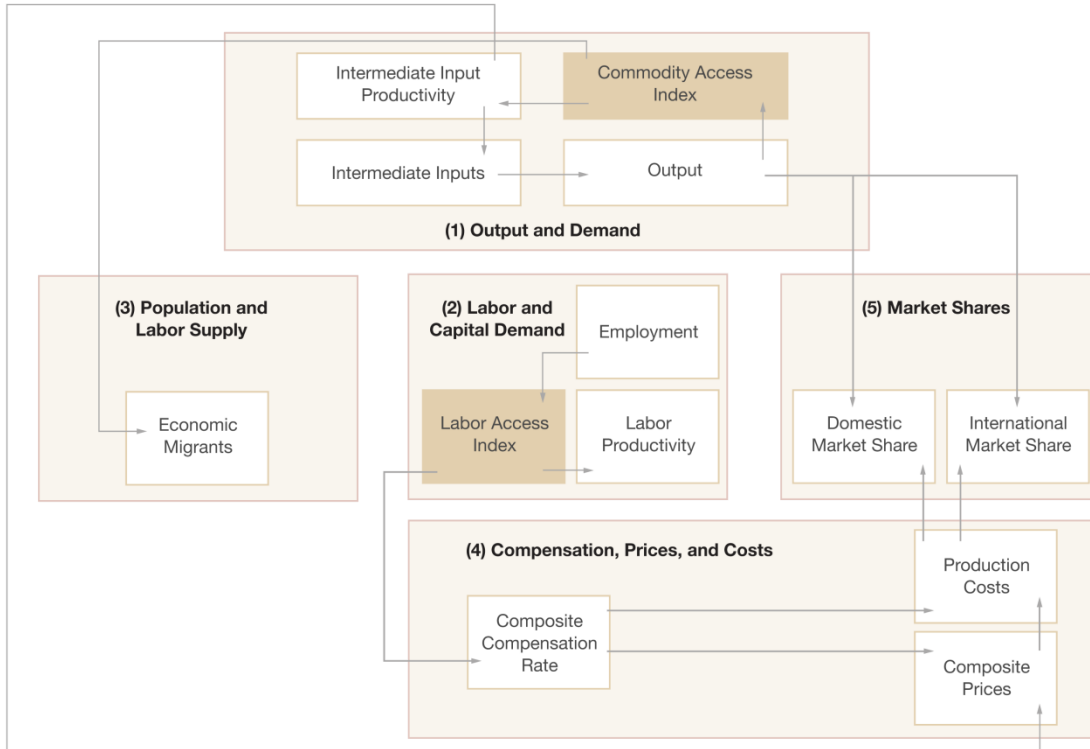 Intermediate Input
Productivity
Commodity Access
Index
Intermediate Inputs
Output
(1) Output and Demand
(3) Population and
Labor Supply
Economic
Migrants
(2) Labor and
Capital Demand
Employment
Labor Access
Index
Labor
Productivity
(5) Market Shares
Domestic
Market Share
International
Market Share
(4) Compensation, Prices, and Costs
Composite
Compensation
Rate
Production
Costs
Composite
Prices